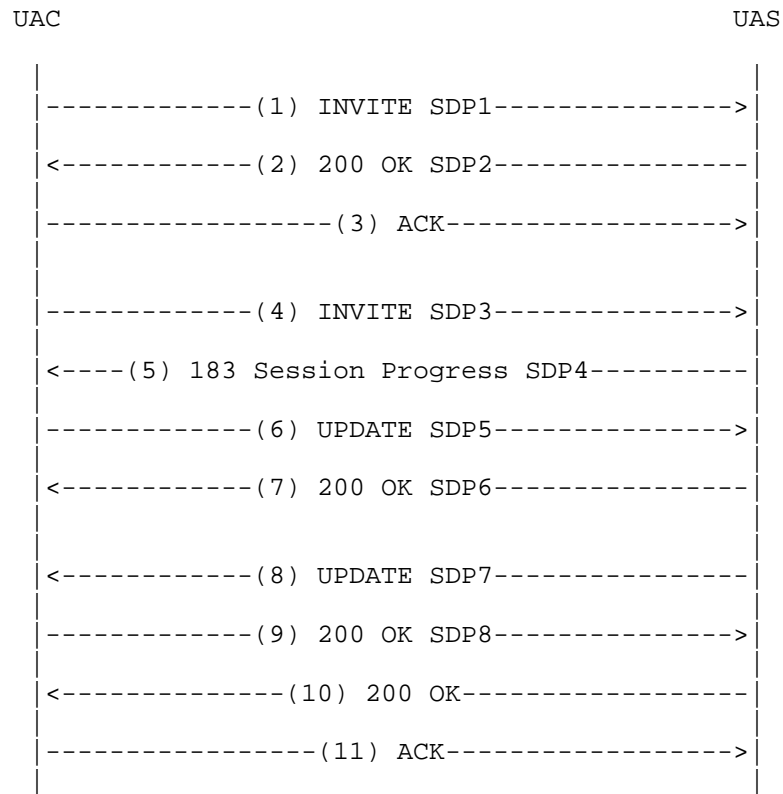 UAC UAS
|-------------(1) INVITE SDP1--------------->|
|<------------(2) 200 OK SDP2----------------|
|------------------(3) ACK------------------>|
|-------------(4) INVITE SDP3--------------->|
|<----(5) 183 Session Progress SDP4----------|
|-------------(6) UPDATE SDP5--------------->|
|<------------(7) 200 OK SDP6----------------|
|<------------(8) UPDATE SDP7----------------|
|-------------(9) 200 OK SDP8--------------->|
|<--------------(10) 200 OK------------------|
|-----------------(11) ACK------------------>|